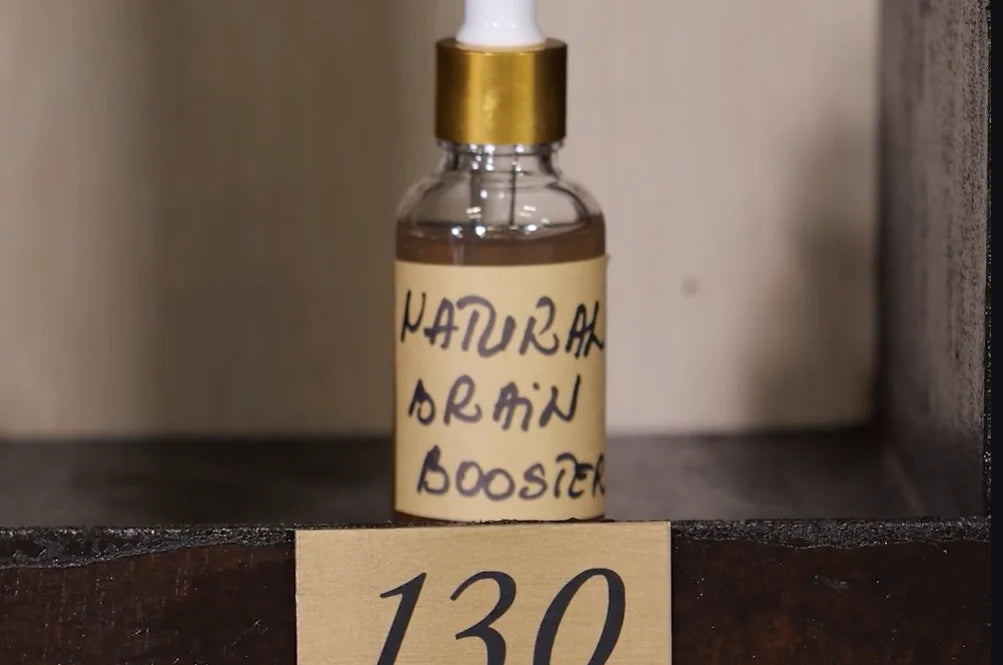 NATURAL
BRAiN
BOOSTER
130